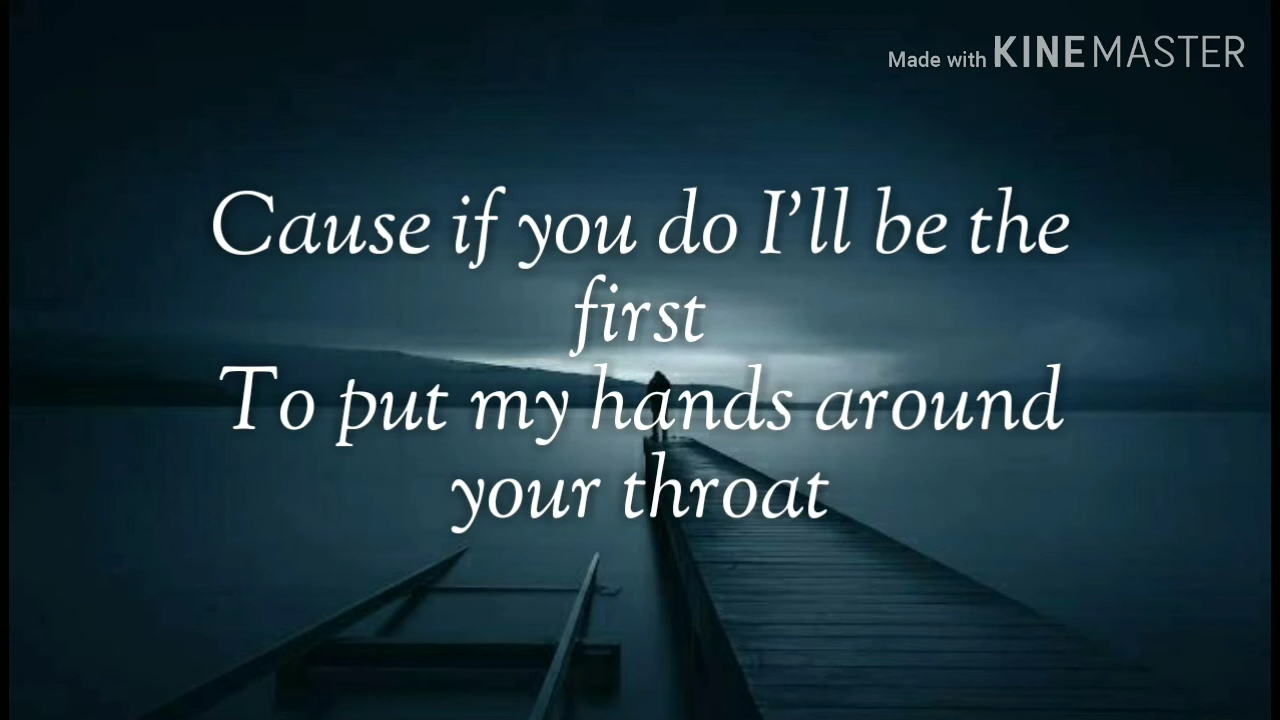 Made with KINEMASTER
Cause if you do I'll be the
first
To put my hands around
your throat